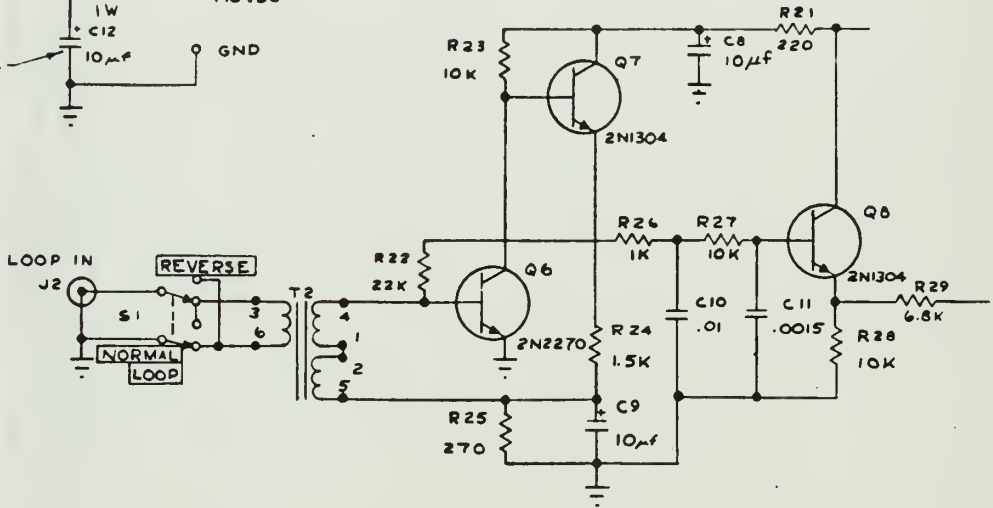 1W
+
C12
10µf
GND
R23
10K
Q7
2N1304
+
C8
10µf
R21
220
LOOP IN
J2
REVERSE
S1
NORMAL
LOOP
3
6
T2
4
1
2
5
R22
22K
Q6
2N2270
R24
1.5K
R25
270
+
C9
10µf
R26
1K
R27
10K
C10
.01
C11
.0015
Q8
2N1304
R29
6.8K
R28
10K